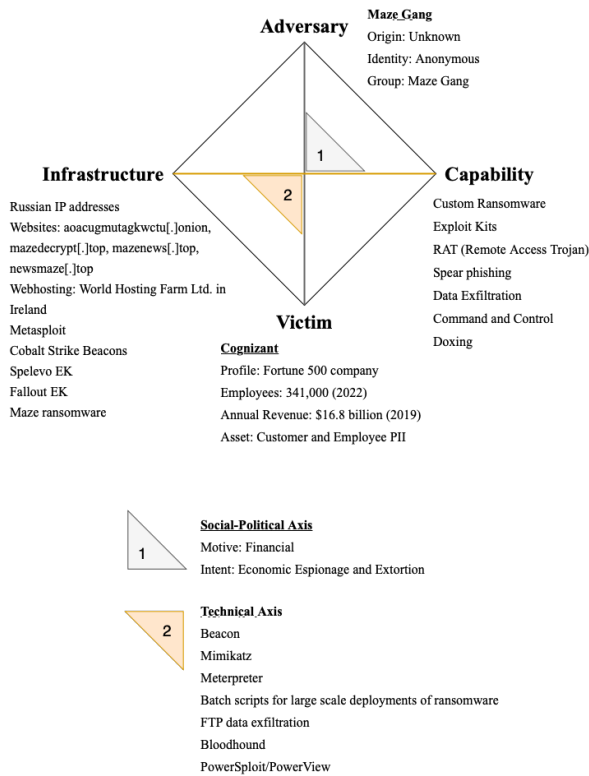 Adversary
Maze Gang
Origin: Unknown
Identity: Anonymous
Group: Maze Gang
1
2
Infrastructure
Russian IP addresses
Websites: aoacugmutagkwctu[.]onion,
mazedecrypt[.]top, mazenews[.]top,
newsmaze[.]top
Webhosting: World Hosting Farm Ltd. in
Ireland
Metasploit
Cobalt Strike Beacons
Spelevo EK
Fallout EK
Maze ransomware
Capability
Custom Ransomware
Exploit Kits
RAT (Remote Access Trojan)
Spear phishing
Data Exfiltration
Command and Control
Doxing
Victim
Cognizant
Profile: Fortune 500 company
Employees: 341,000 (2022)
Annual Revenue: $16.8 billion (2019)
Asset: Customer and Employee PII
1
Social-Political Axis
Motive: Financial
Intent: Economic Espionage and Extortion
2
Technical Axis
Beacon
Mimikatz
Meterpreter
Batch scripts for large scale deployments of ransomware
FTP data exfiltration
Bloodhound
PowerSploit/PowerView